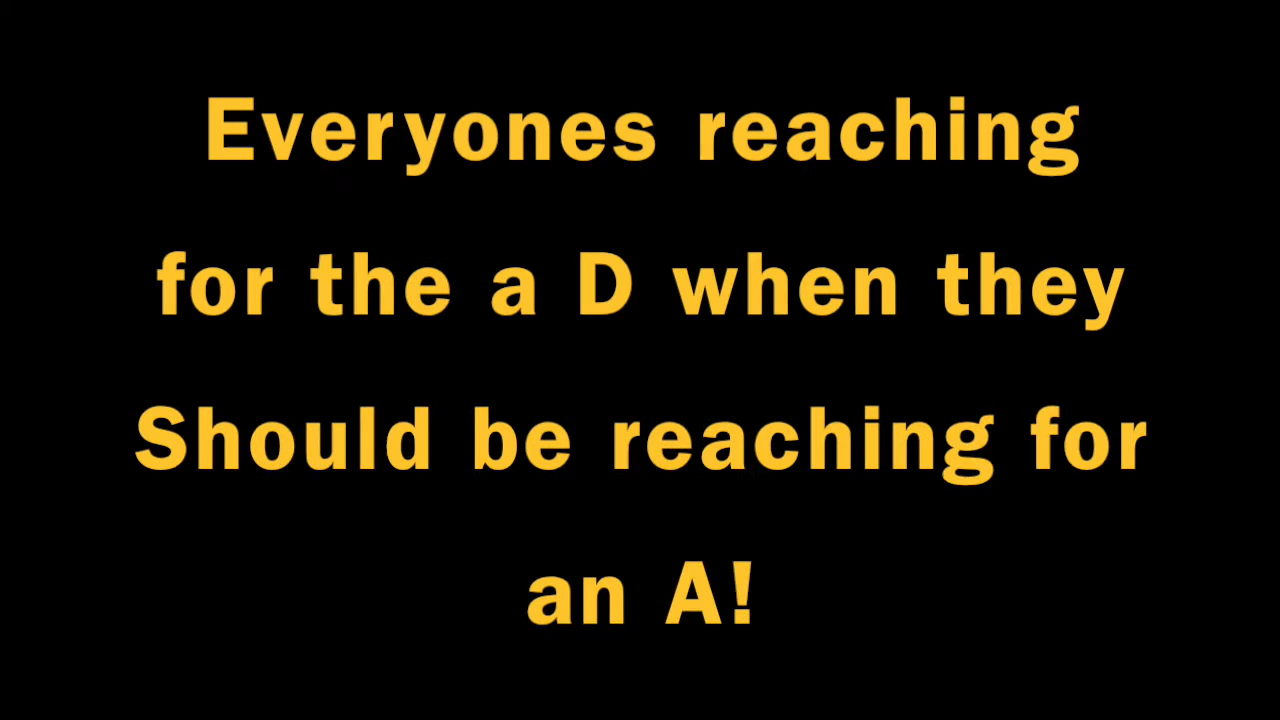 Everyones reaching
for the a D when they
Should be reaching for
an A!